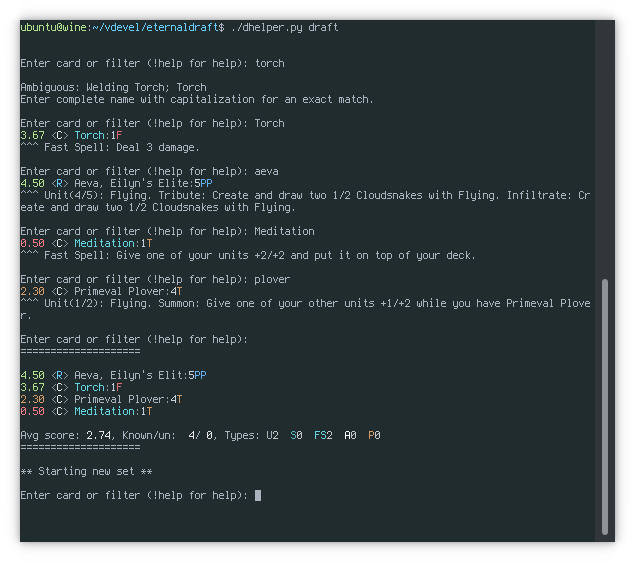 ubuntu@wine:~/vdevel/eternaldraft$ ./dhelper.py draft
Enter card or filter (!help for help): torch
Ambiguous: Welding Torch; Torch
Enter complete name with capitalization for an exact match.
Enter card or filter (!help for help): Torch
3.67 <C> Torch:1F
^^^ Fast Spell: Deal 3 damage.
Enter card or filter (!help for help): aeva
4.50 <R> Aeva, Eilyn's Elite:5PP
^^^ Unit(4/5): Flying. Tribute: Create and draw two 1/2 Cloudsnakes with Flying. Infiltrate: Cr
eate and draw two 1/2 Cloudsnakes with Flying.
Enter card or filter (!help for help): Meditation
0.50 <C> Meditation:1T
^^^ Fast Spell: Give one of your units +2/+2 and put it on top of your deck.
Enter card or filter (!help for help): plover
2.30 <C> Primeval Plover:4T
^^^ Unit(1/2): Flying. Summon: Give one of your other units +1/+2 while you have Primeval Plove
r.
Enter card or filter (!help for help):
====================
4.50 <R> Aeva, Eilyn's Elit:5PP
3.67 <C> Torch:1F
2.30 <C> Primeval Plover:4T
0.50 <C> Meditation:1T
Avg score: 2.74, Known/un:  4/ 0, Types: U2  S0  FS2  A0  P0
====================
** Starting new set **
Enter card or filter (!help for help):